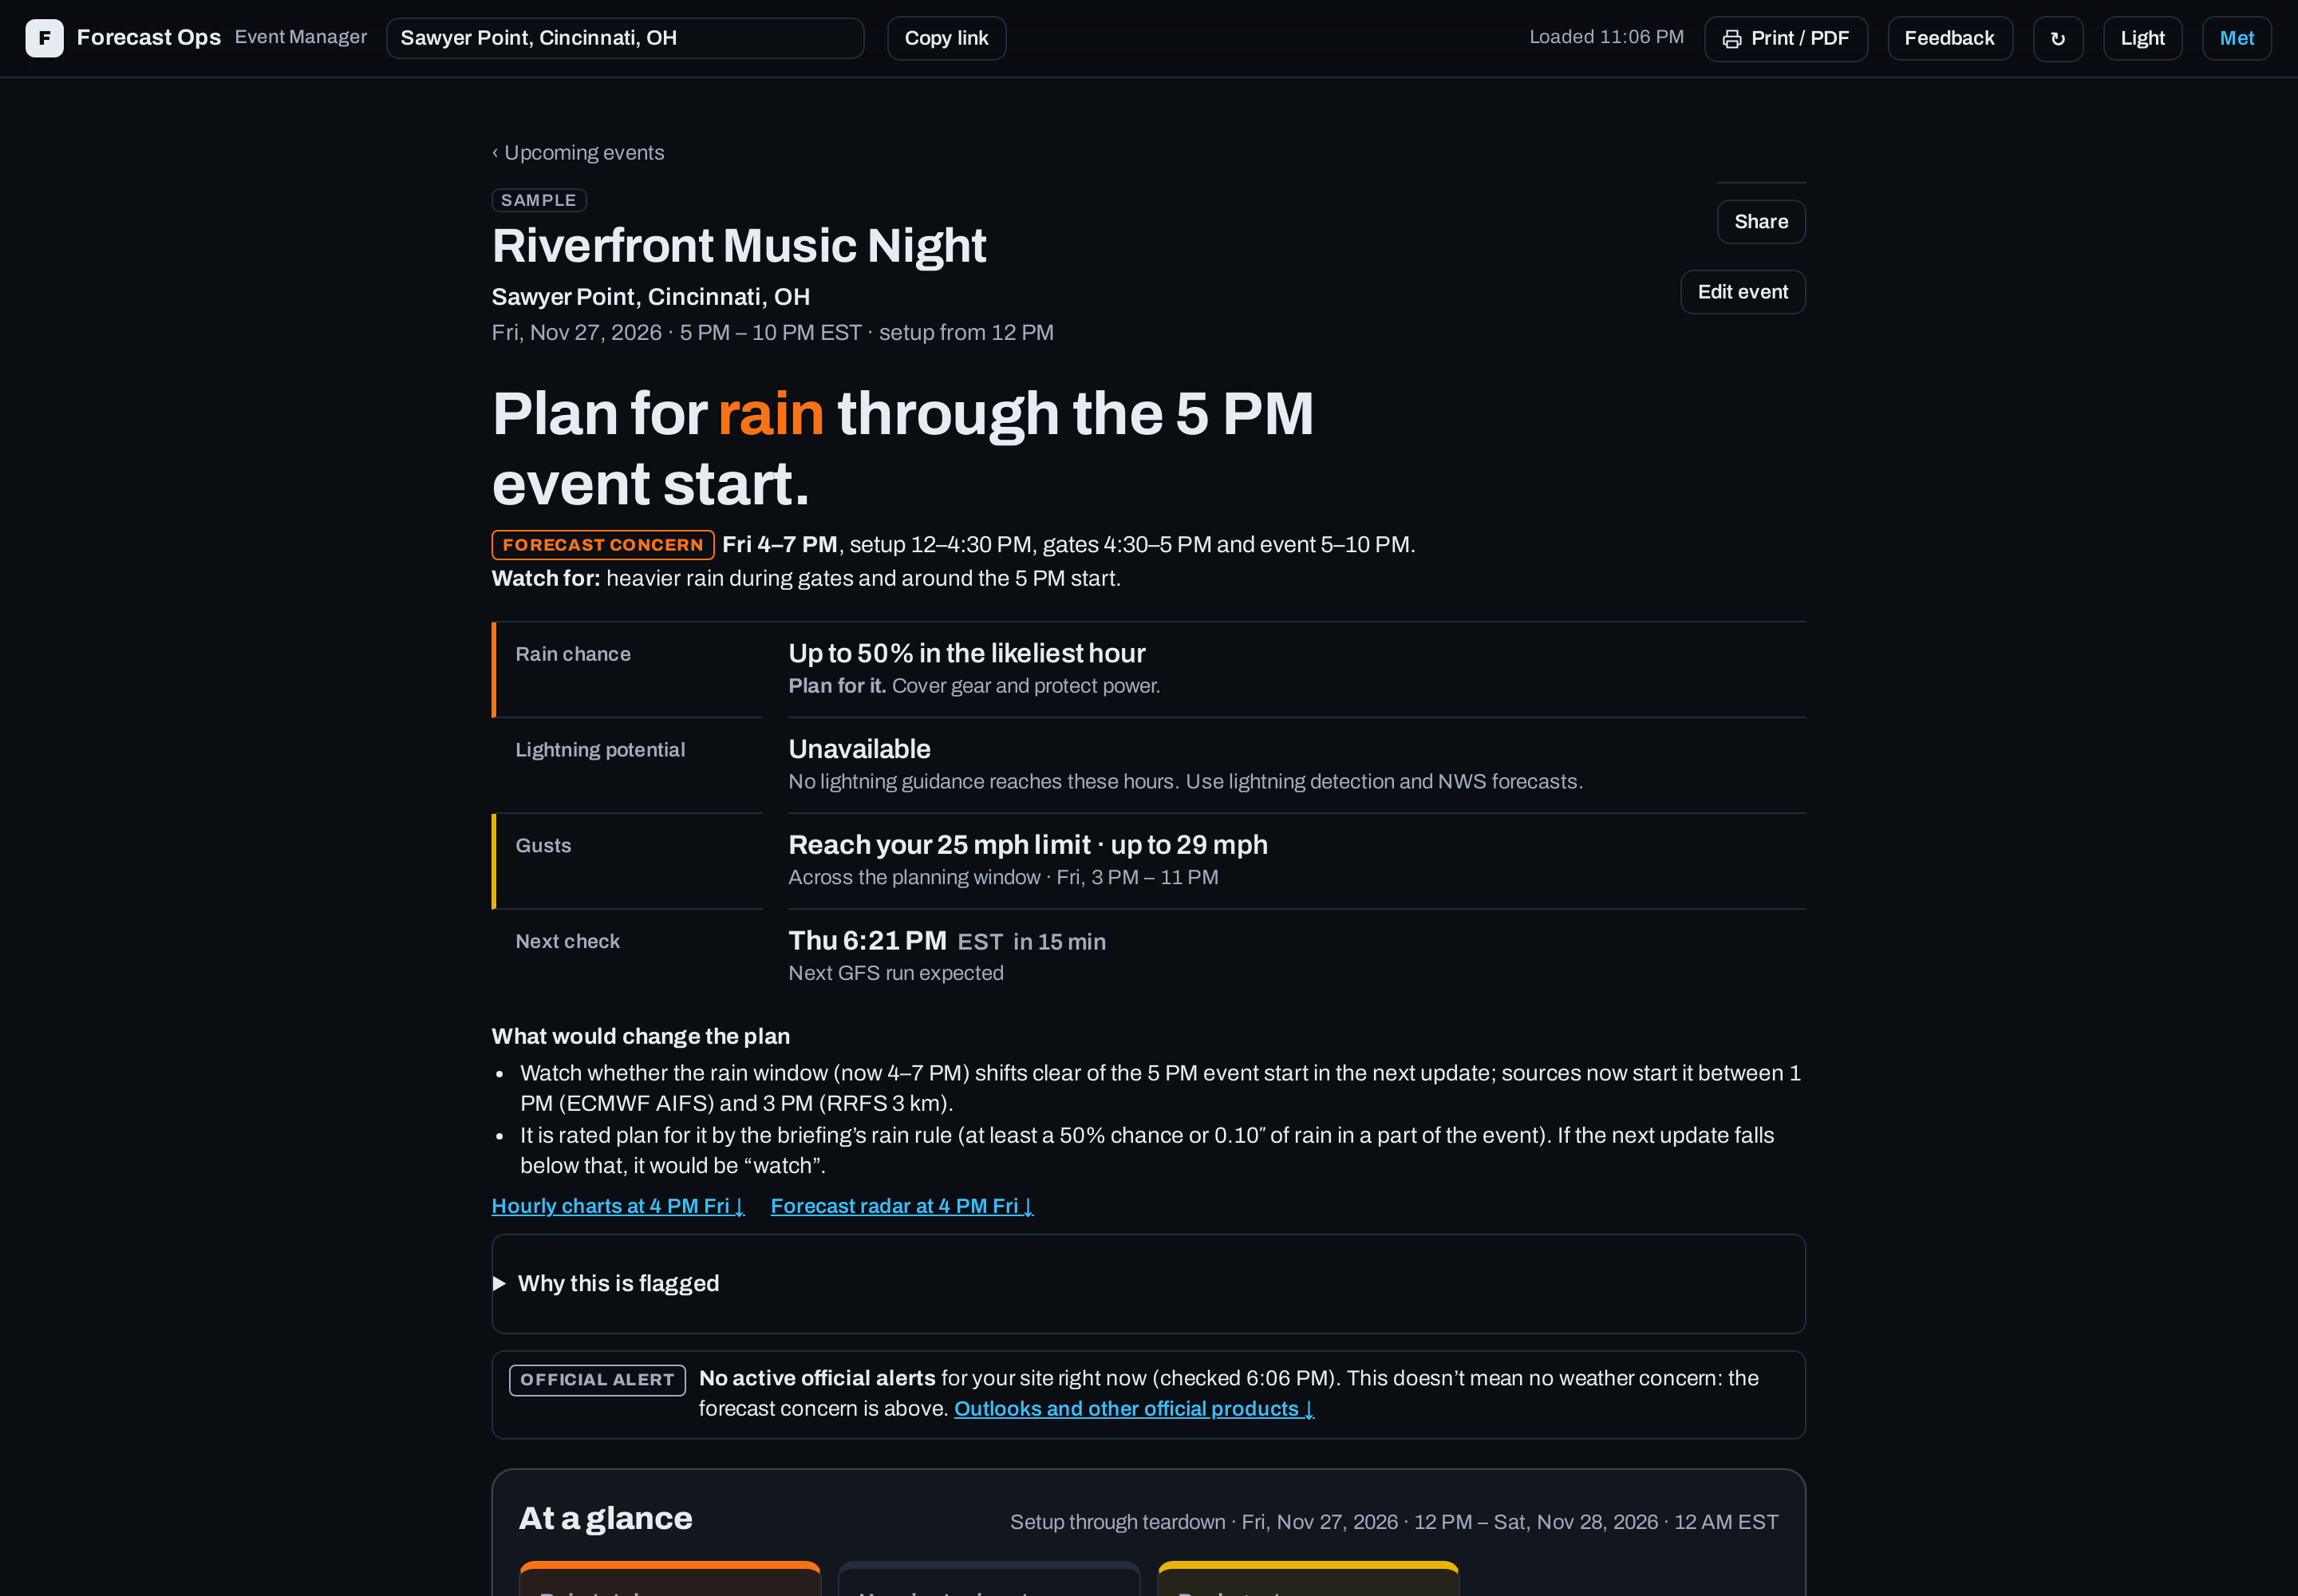 F Forecast Ops Event Manager Sawyer Point, Cincinnati, OH Copy link Loaded 11:06 PM Print / PDF Feedback ↻ Light Met
‹ Upcoming events
SAMPLE
Riverfront Music Night
Sawyer Point, Cincinnati, OH
Fri, Nov 27, 2026 · 5 PM – 10 PM EST · setup from 12 PM
Share
Edit event
Plan for rain through the 5 PM
event start.
FORECAST CONCERN Fri 4–7 PM, setup 12–4:30 PM, gates 4:30–5 PM and event 5–10 PM.
Watch for: heavier rain during gates and around the 5 PM start.
Rain chance
Up to 50% in the likeliest hour
Plan for it. Cover gear and protect power.
Lightning potential
Unavailable
No lightning guidance reaches these hours. Use lightning detection and NWS forecasts.
Gusts
Reach your 25 mph limit · up to 29 mph
Across the planning window · Fri, 3 PM – 11 PM
Next check
Thu 6:21 PM EST in 15 min
Next GFS run expected
What would change the plan
• Watch whether the rain window (now 4–7 PM) shifts clear of the 5 PM event start in the next update; sources now start it between 1
PM (ECMWF AIFS) and 3 PM (RRFS 3 km).
• It is rated plan for it by the briefing’s rain rule (at least a 50% chance or 0.10″ of rain in a part of the event). If the next update falls
below that, it would be “watch”.
Hourly charts at 4 PM Fri ↓ Forecast radar at 4 PM Fri ↓
▶ Why this is flagged
OFFICIAL ALERT No active official alerts for your site right now (checked 6:06 PM). This doesn’t mean no weather concern: the
forecast concern is above. Outlooks and other official products ↓
At a glance
Setup through teardown · Fri, Nov 27, 2026 · 12 PM – Sat, Nov 28, 2026 · 12 AM EST